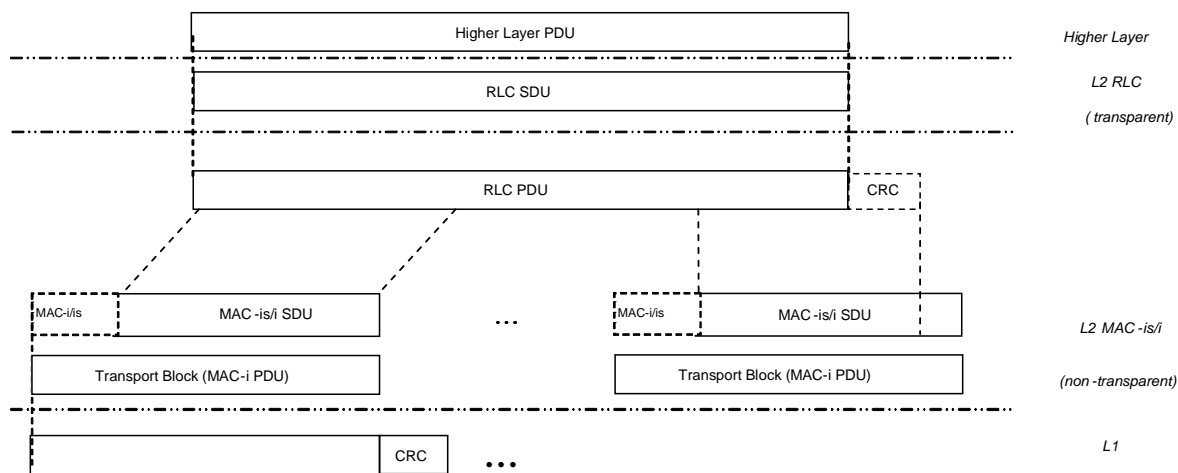 Higher Layer PDU
Higher Layer
RLC SDU
L2 RLC
( transparent)
RLC PDU
CRC
MAC-i/is
MAC -is/i SDU
...
MAC-i/is
MAC -is/i SDU
L2 MAC -is/i
Transport Block (MAC-i PDU)
Transport Block (MAC-i PDU)
(non -transparent)
CRC
...
L1